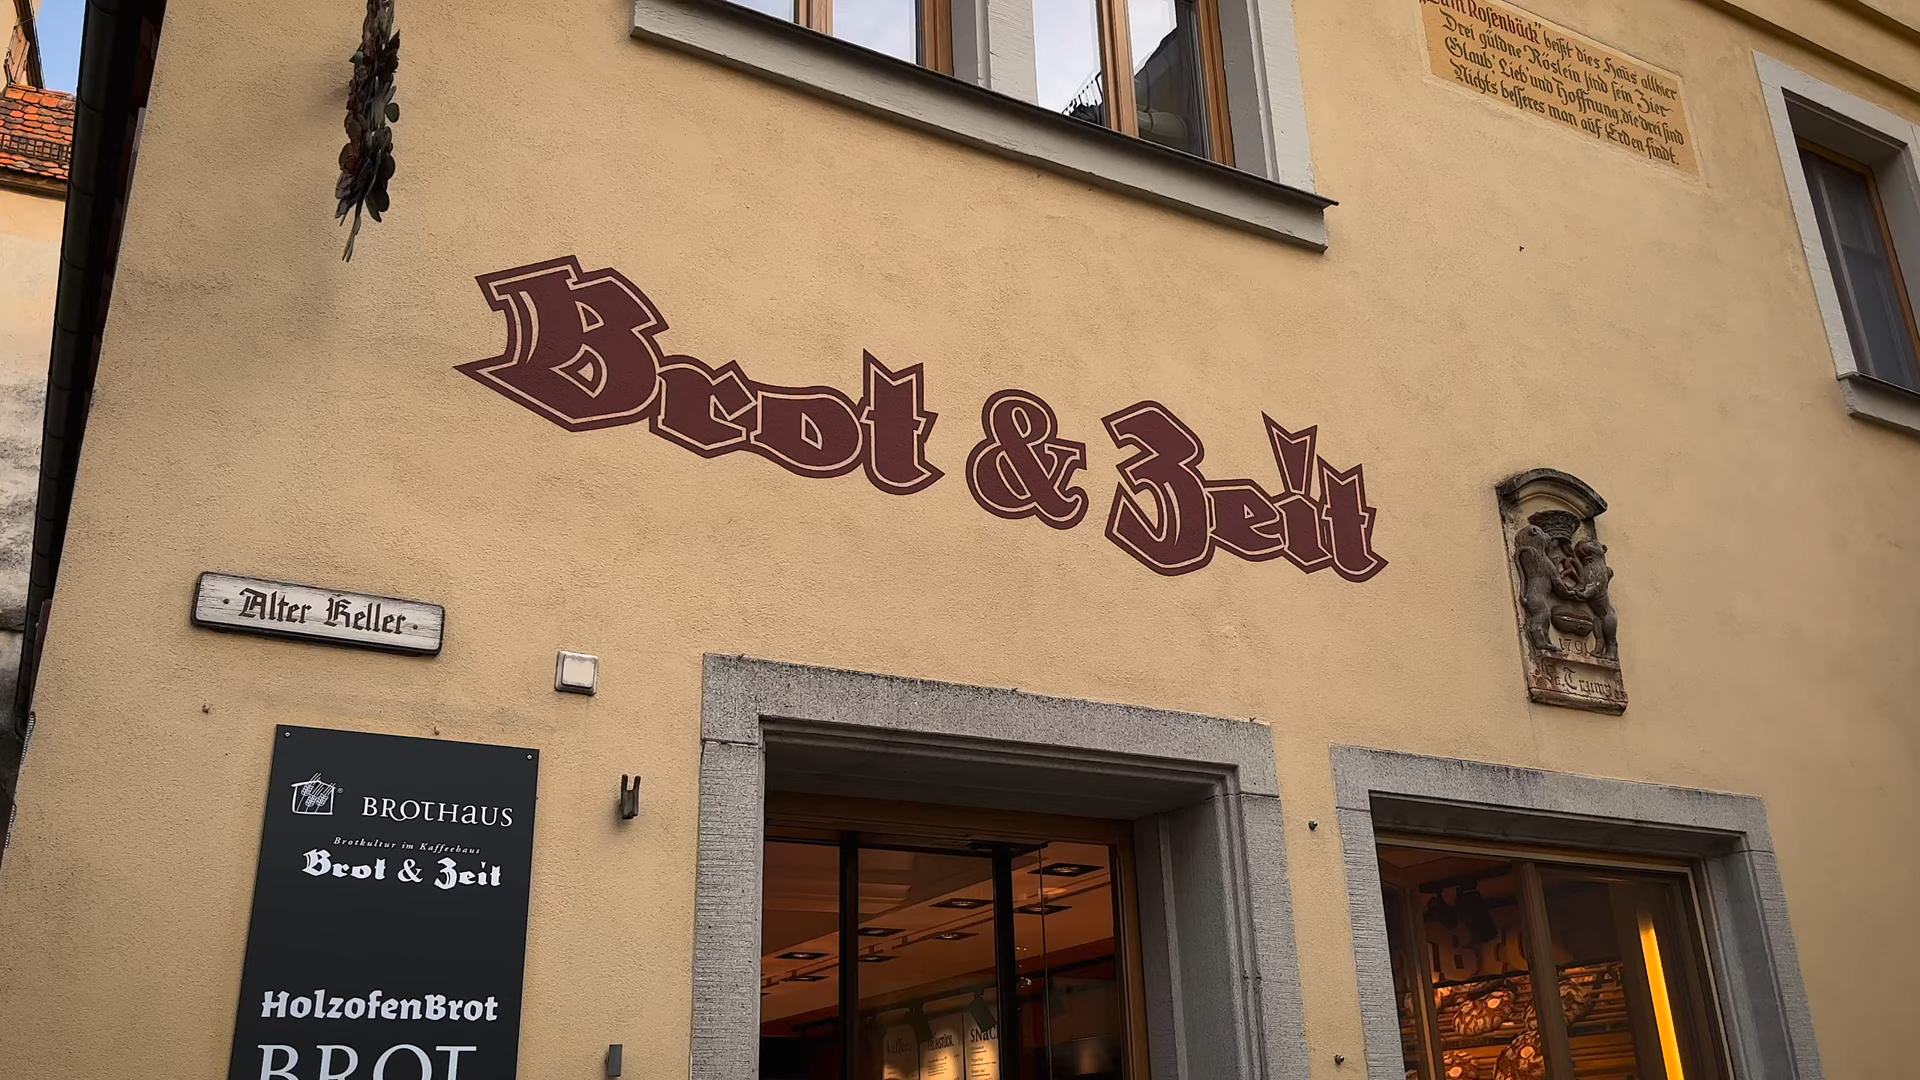 „Zum Rosenbäck" heißt dies Haus allhier
Drei güldne Röslein sind sein Zier
Glaub' Lieb' und Hoffnung, die drei sind
Nichts besseres man auf Erden findt.
Brot & Zeit
Alter Keller
1791
BROTHAUS
Brotkultur im Kaffeehaus
Brot & Zeit
HolzofenBrot
BROT
FRÜHSTÜCK